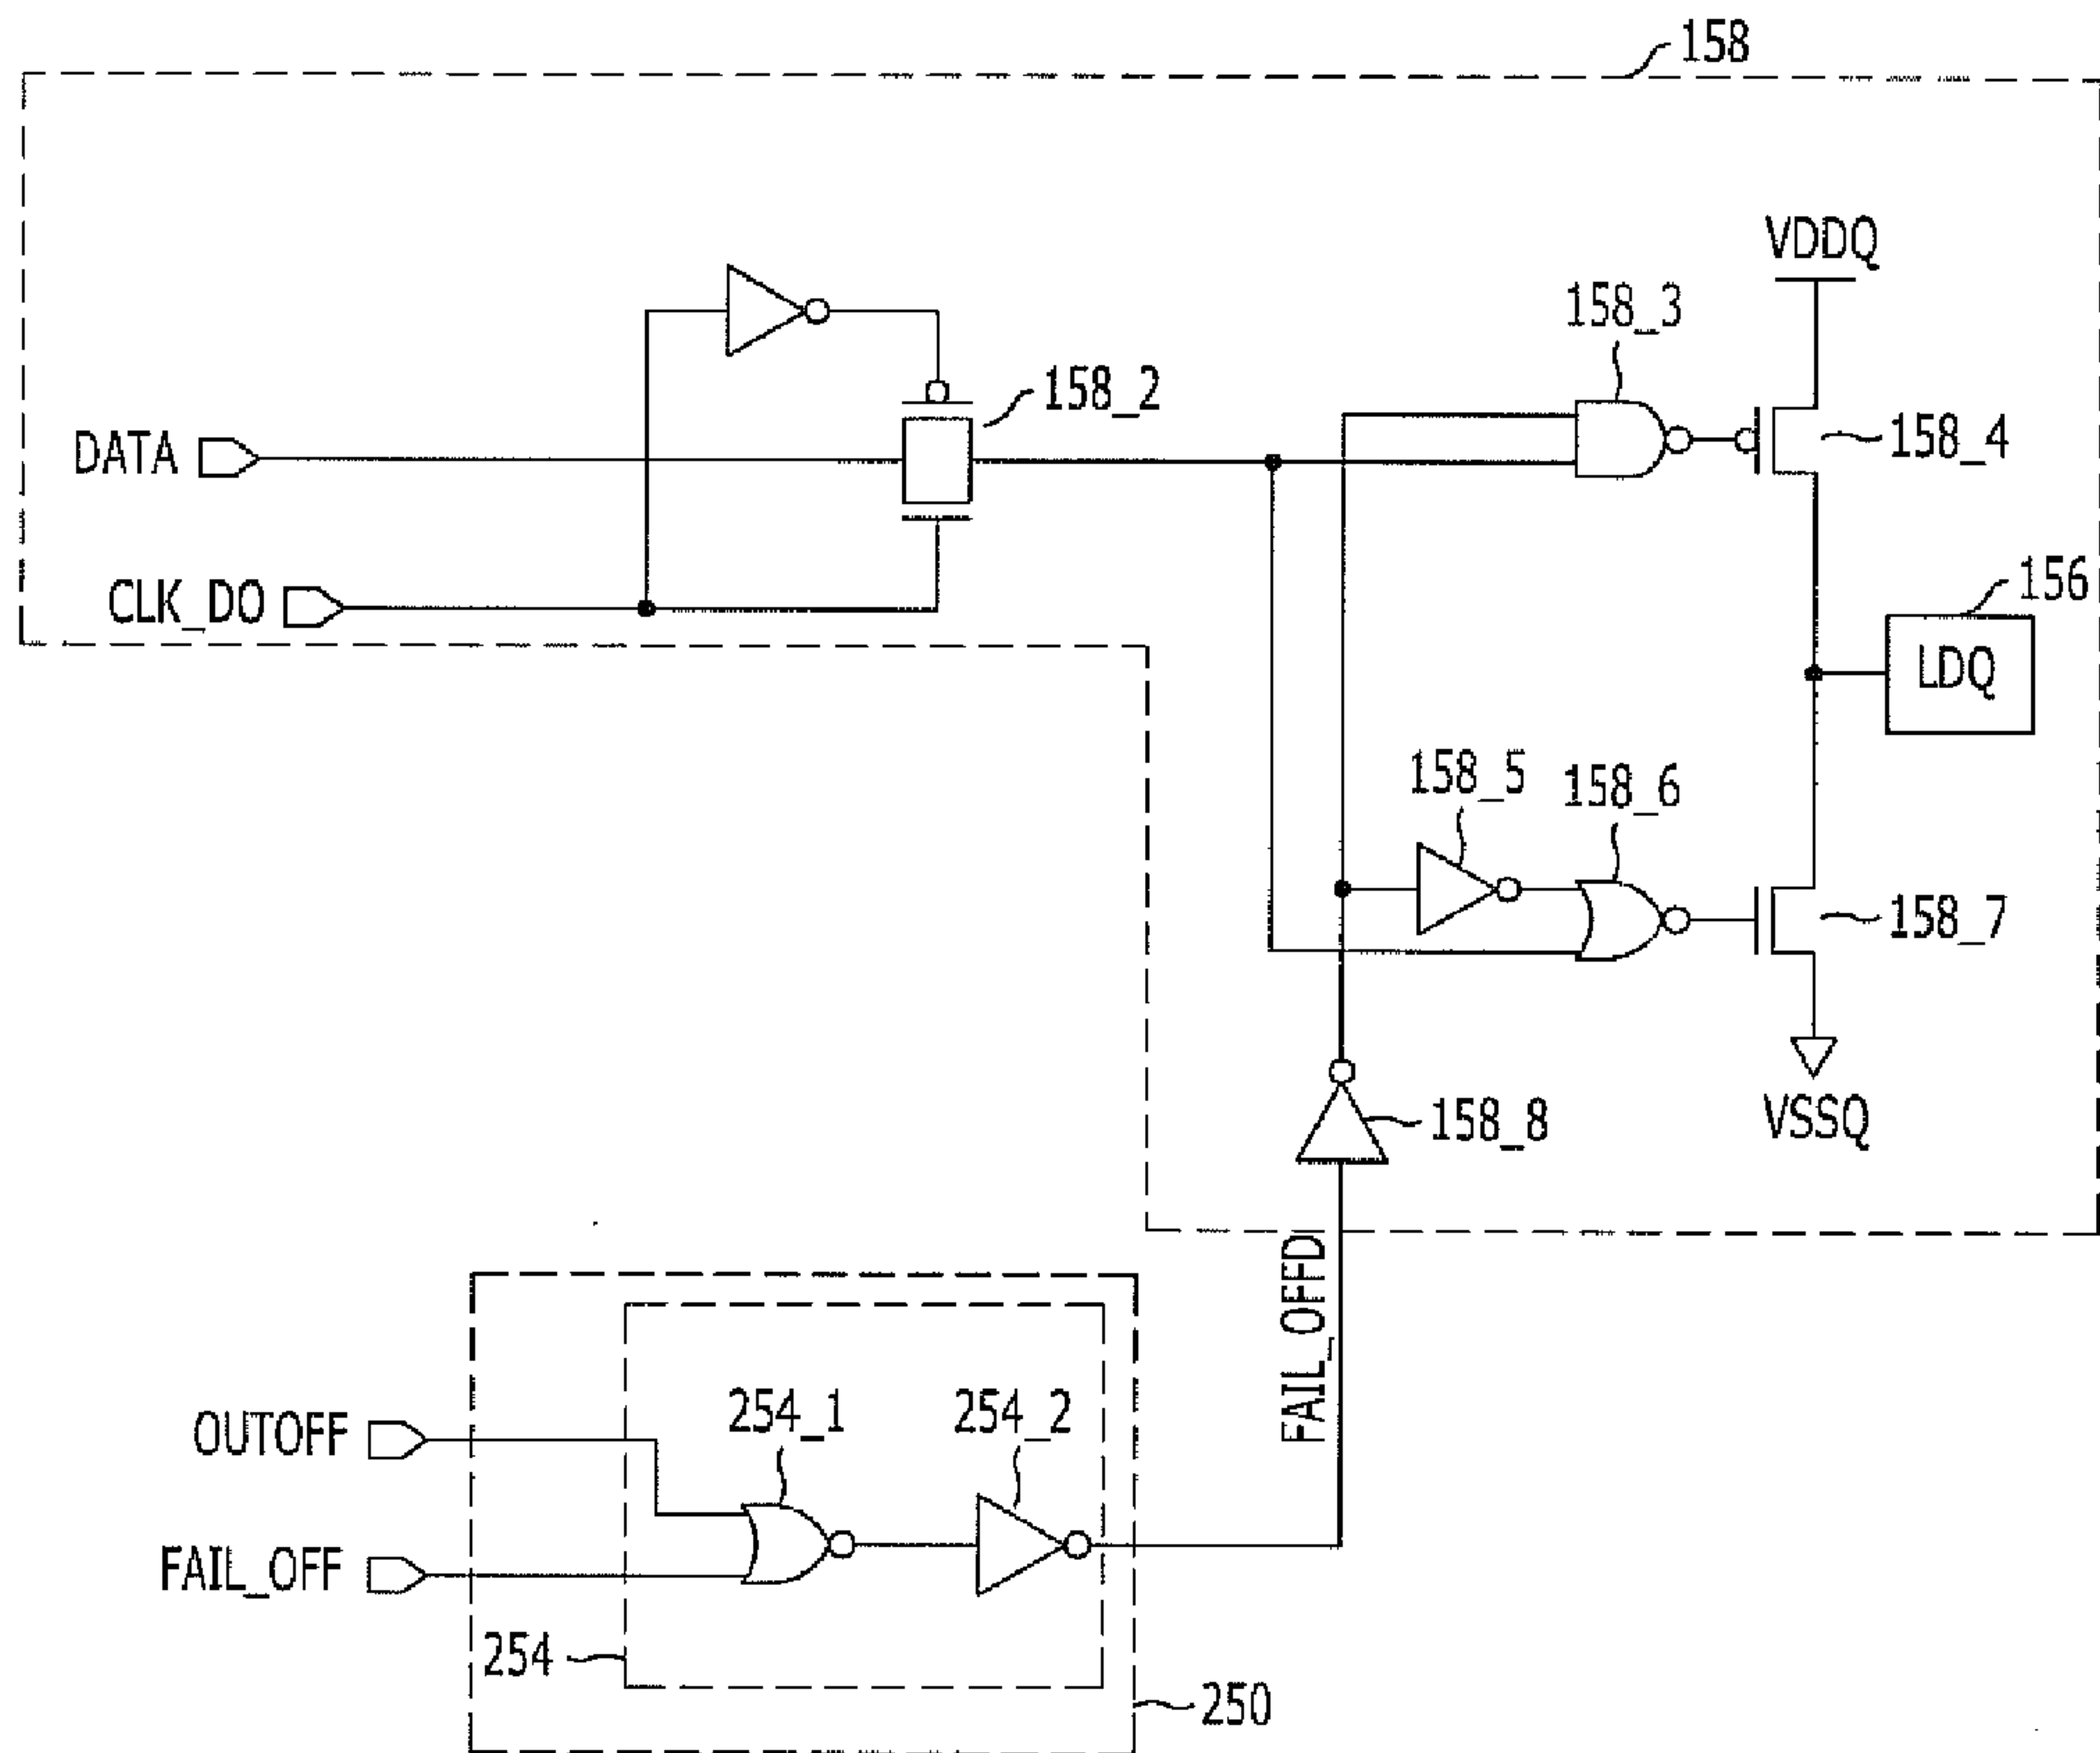 158
VDDQ
158_3
158_2
DATA
158_4
CLK_DO
156
LDQ
158_5
158_6
158_7
158_8
VSSQ
FAIL_OFFD
OUTOFF
254_1
254_2
FAIL_OFF
254
250